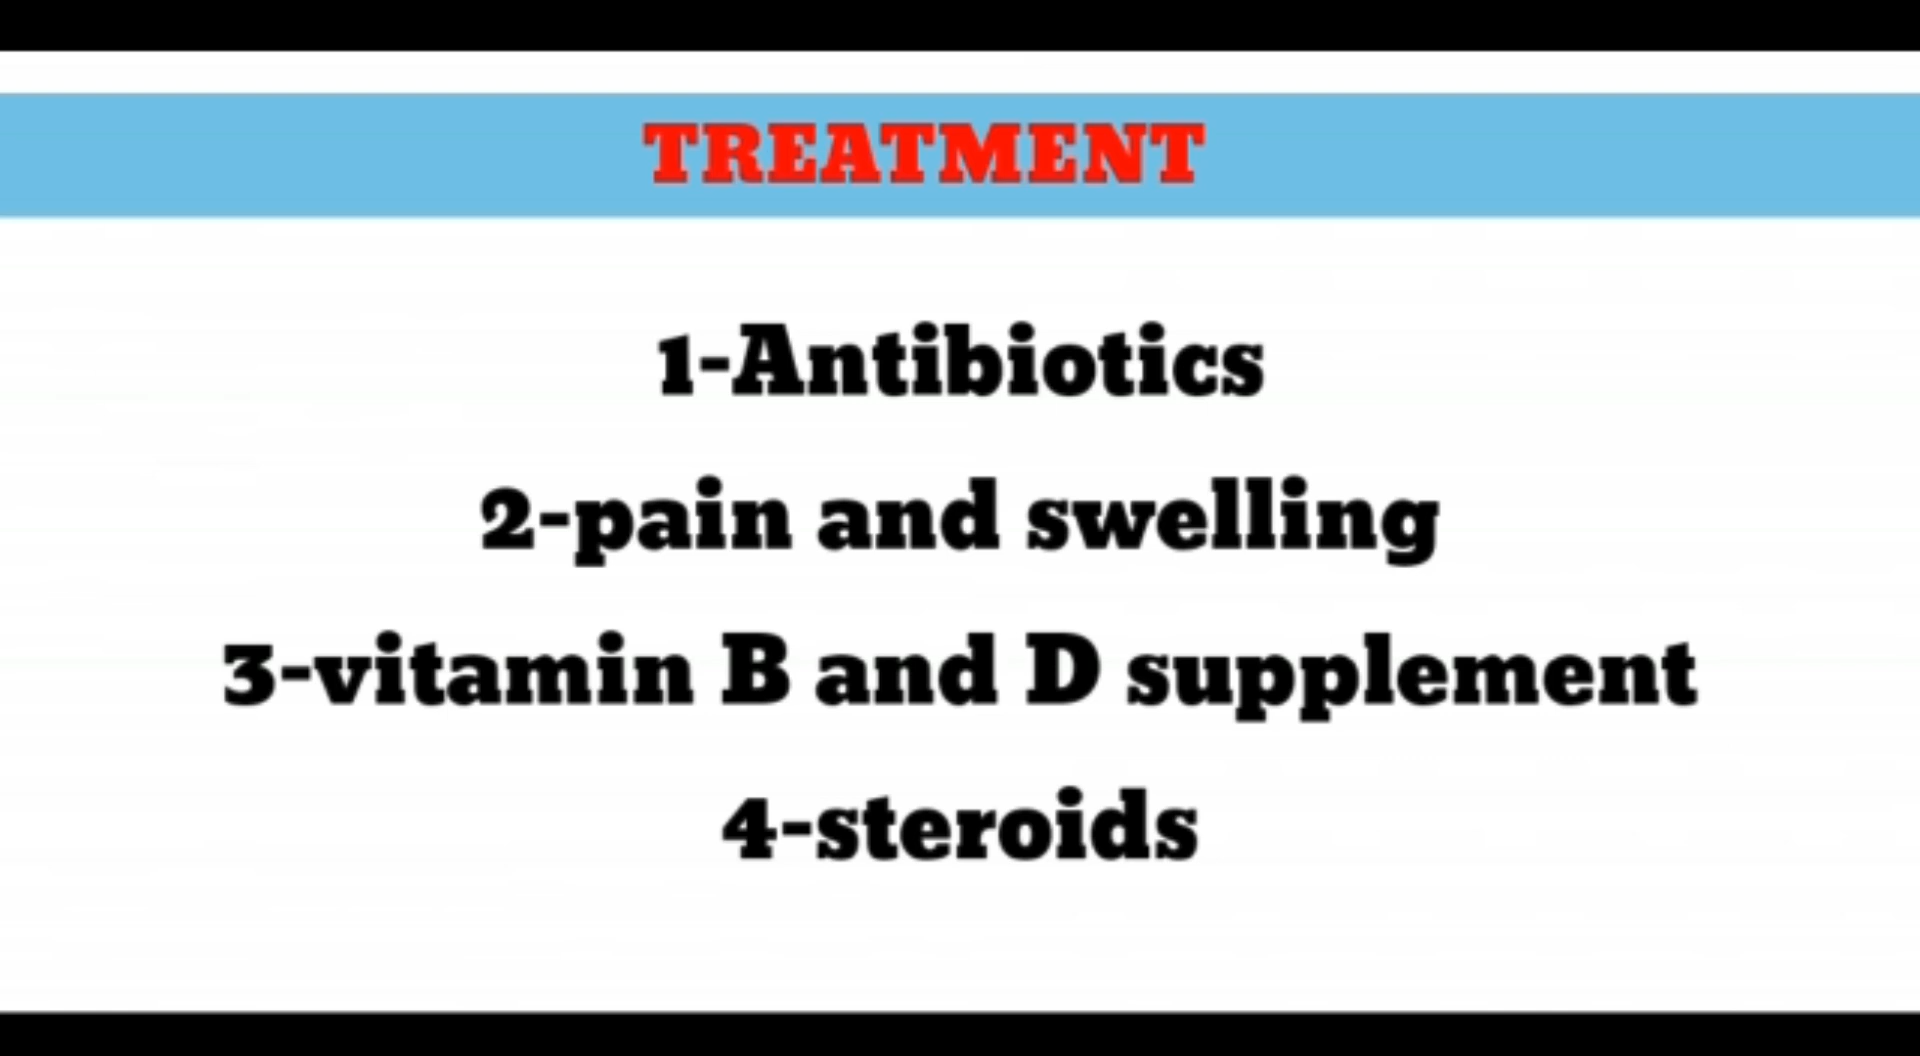 TREATMENT
1-Antibiotics
2-pain and swelling
3-vitamin B and D supplement
4-steroids